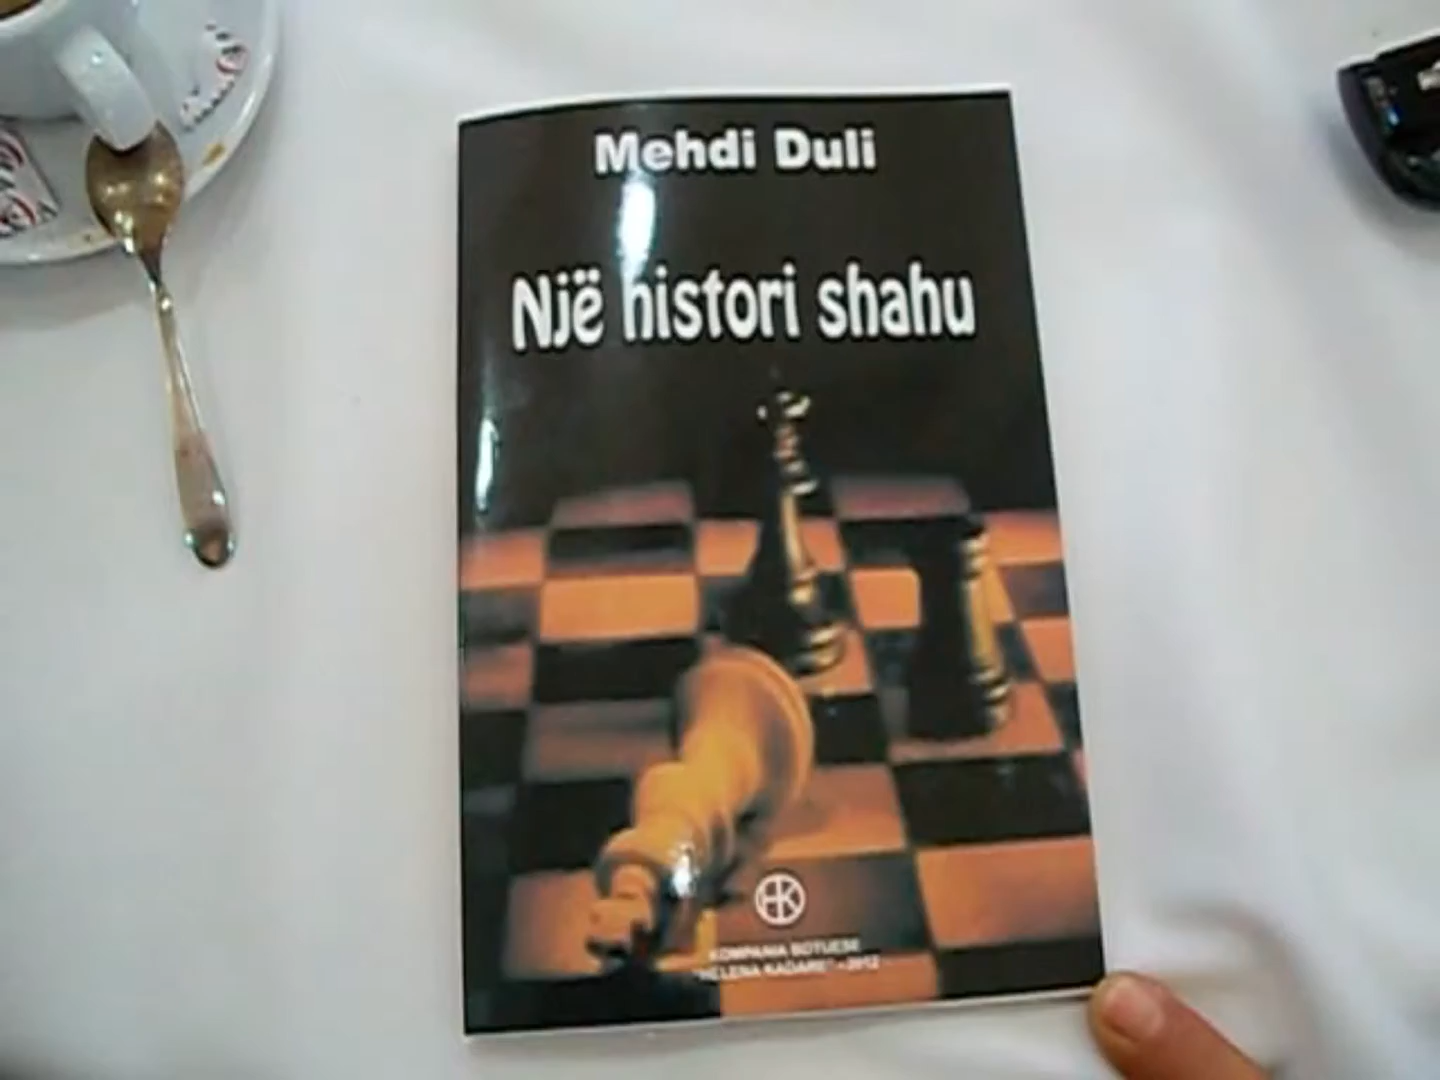 Mehdi Duli
Një histori shahu
HK
KOMPANIA BOTUESE
"HELENA KADARE" - 2012